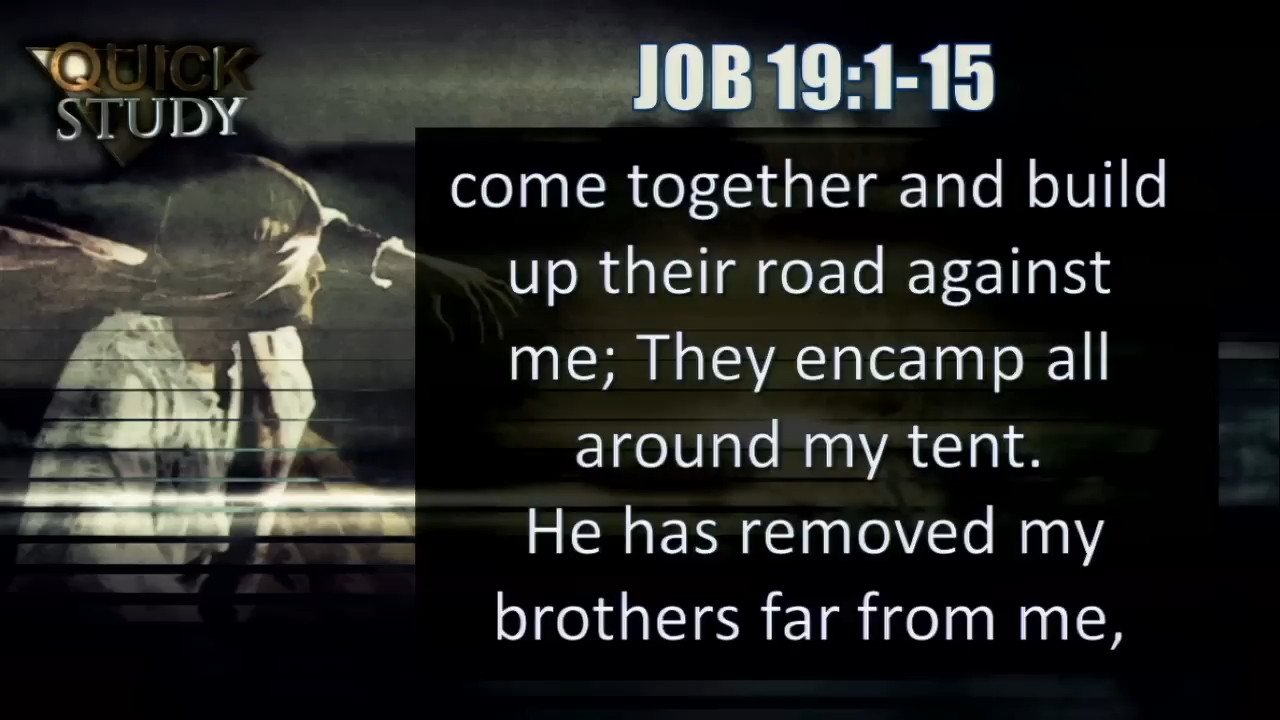 QUICK
STUDY
JOB 19:1-15
come together and build
up their road against
me; They encamp all
around my tent.
He has removed my
brothers far from me,